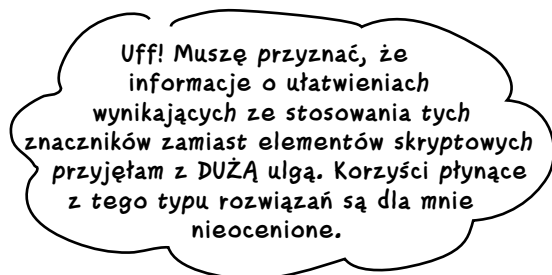 Uff! Muszę przyznać, że
informacje o ułatwieniach
wynikających ze stosowania tych
znaczników zamiast elementów skryptowych
przyjęłam z DUŻĄ ulgą. Korzyści płynące
z tego typu rozwiązań są dla mnie
nieocenione.